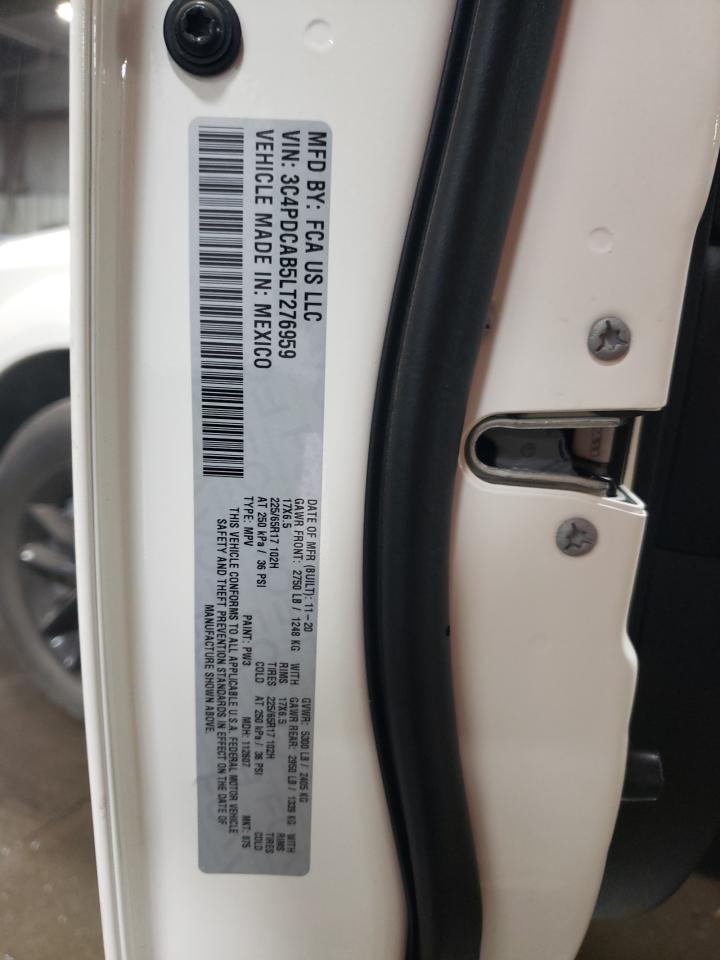 MFD BY: FCA US LLC
VIN: 3C4PDCAB5LT276959
VEHICLE MADE IN: MEXICO
DATE OF MFR (BUILT): 11-20 GVWR: 5300 LB / 2405 KG
GAWR FRONT: 2750 LB / 1248 KG WITH GAWR REAR: 2950 LB / 1339 KG WITH
17X6.5 RIMS 17X6.5 RIMS
225/65R17 102H TIRES 225/65R17 102H TIRES
AT 250 kPa / 36 PSI COLD AT 250 kPa / 36 PSI COLD
TYPE: MPV PAINT: PW3 MDH: 112607 MKT: 875
THIS VEHICLE CONFORMS TO ALL APPLICABLE U.S.A. FEDERAL MOTOR VEHICLE
SAFETY AND THEFT PREVENTION STANDARDS IN EFFECT ON THE DATE OF
MANUFACTURE SHOWN ABOVE.